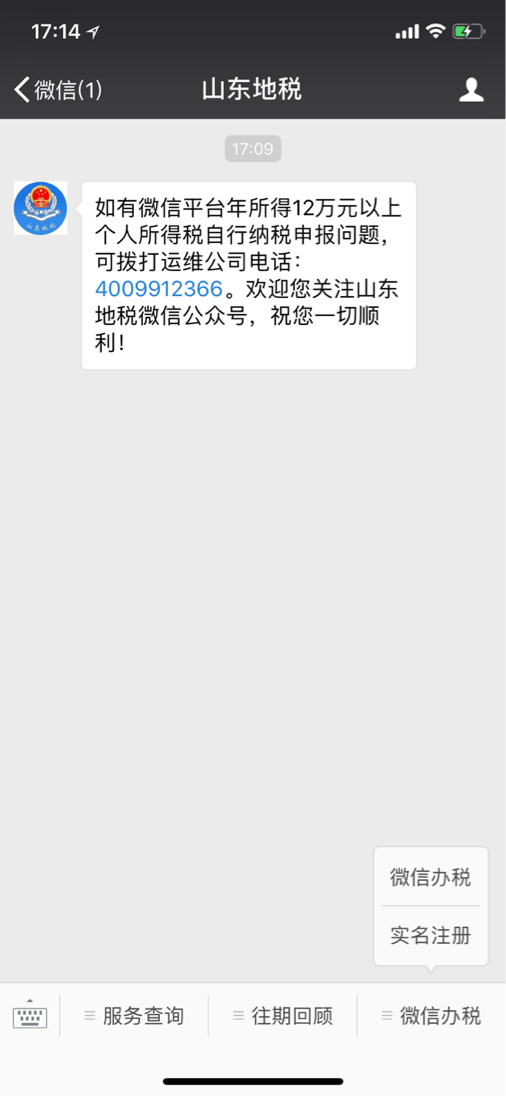 17:14
微信(1)
山东地税
17:09
山东地税
如有微信平台年所得12万元以上
个人所得税自行纳税申报问题，
可拨打运维公司电话：
4009912366。欢迎您关注山东
地税微信公众号，祝您一切顺
利！
微信办税
实名注册
服务查询
往期回顾
微信办税